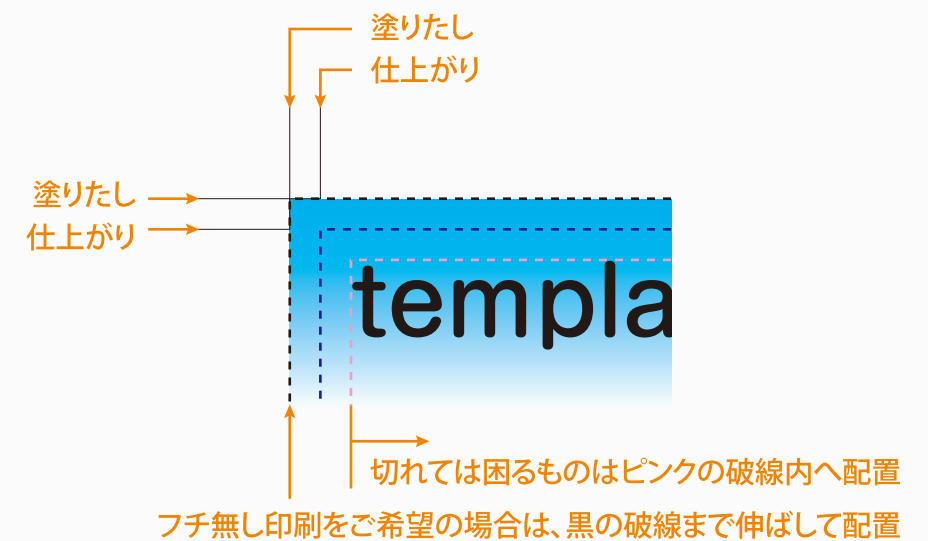 塗りたし
仕上がり
塗りたし
仕上がり
templa
切れては困るものはピンクの破線内へ配置
フチ無し印刷をご希望の場合は、黒の破線まで伸ばして配置